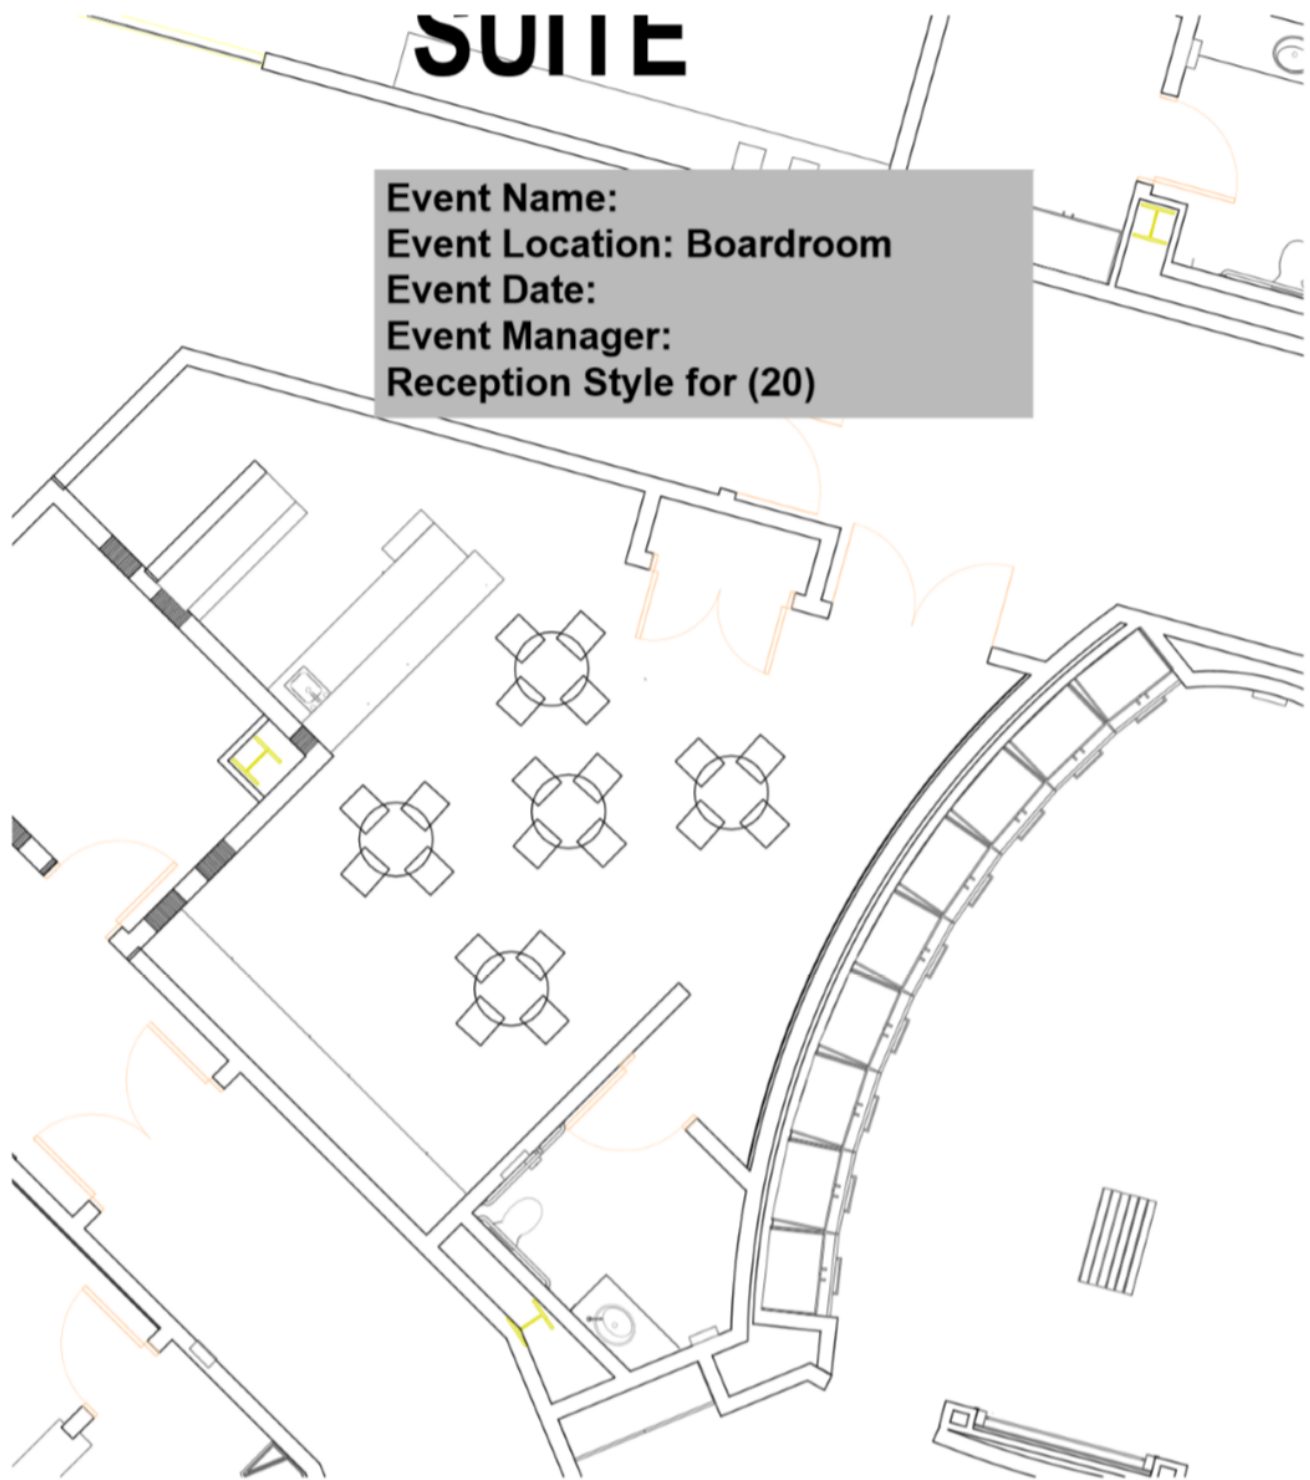 SUITE
Event Name:
Event Location: Boardroom
Event Date:
Event Manager:
Reception Style for (20)